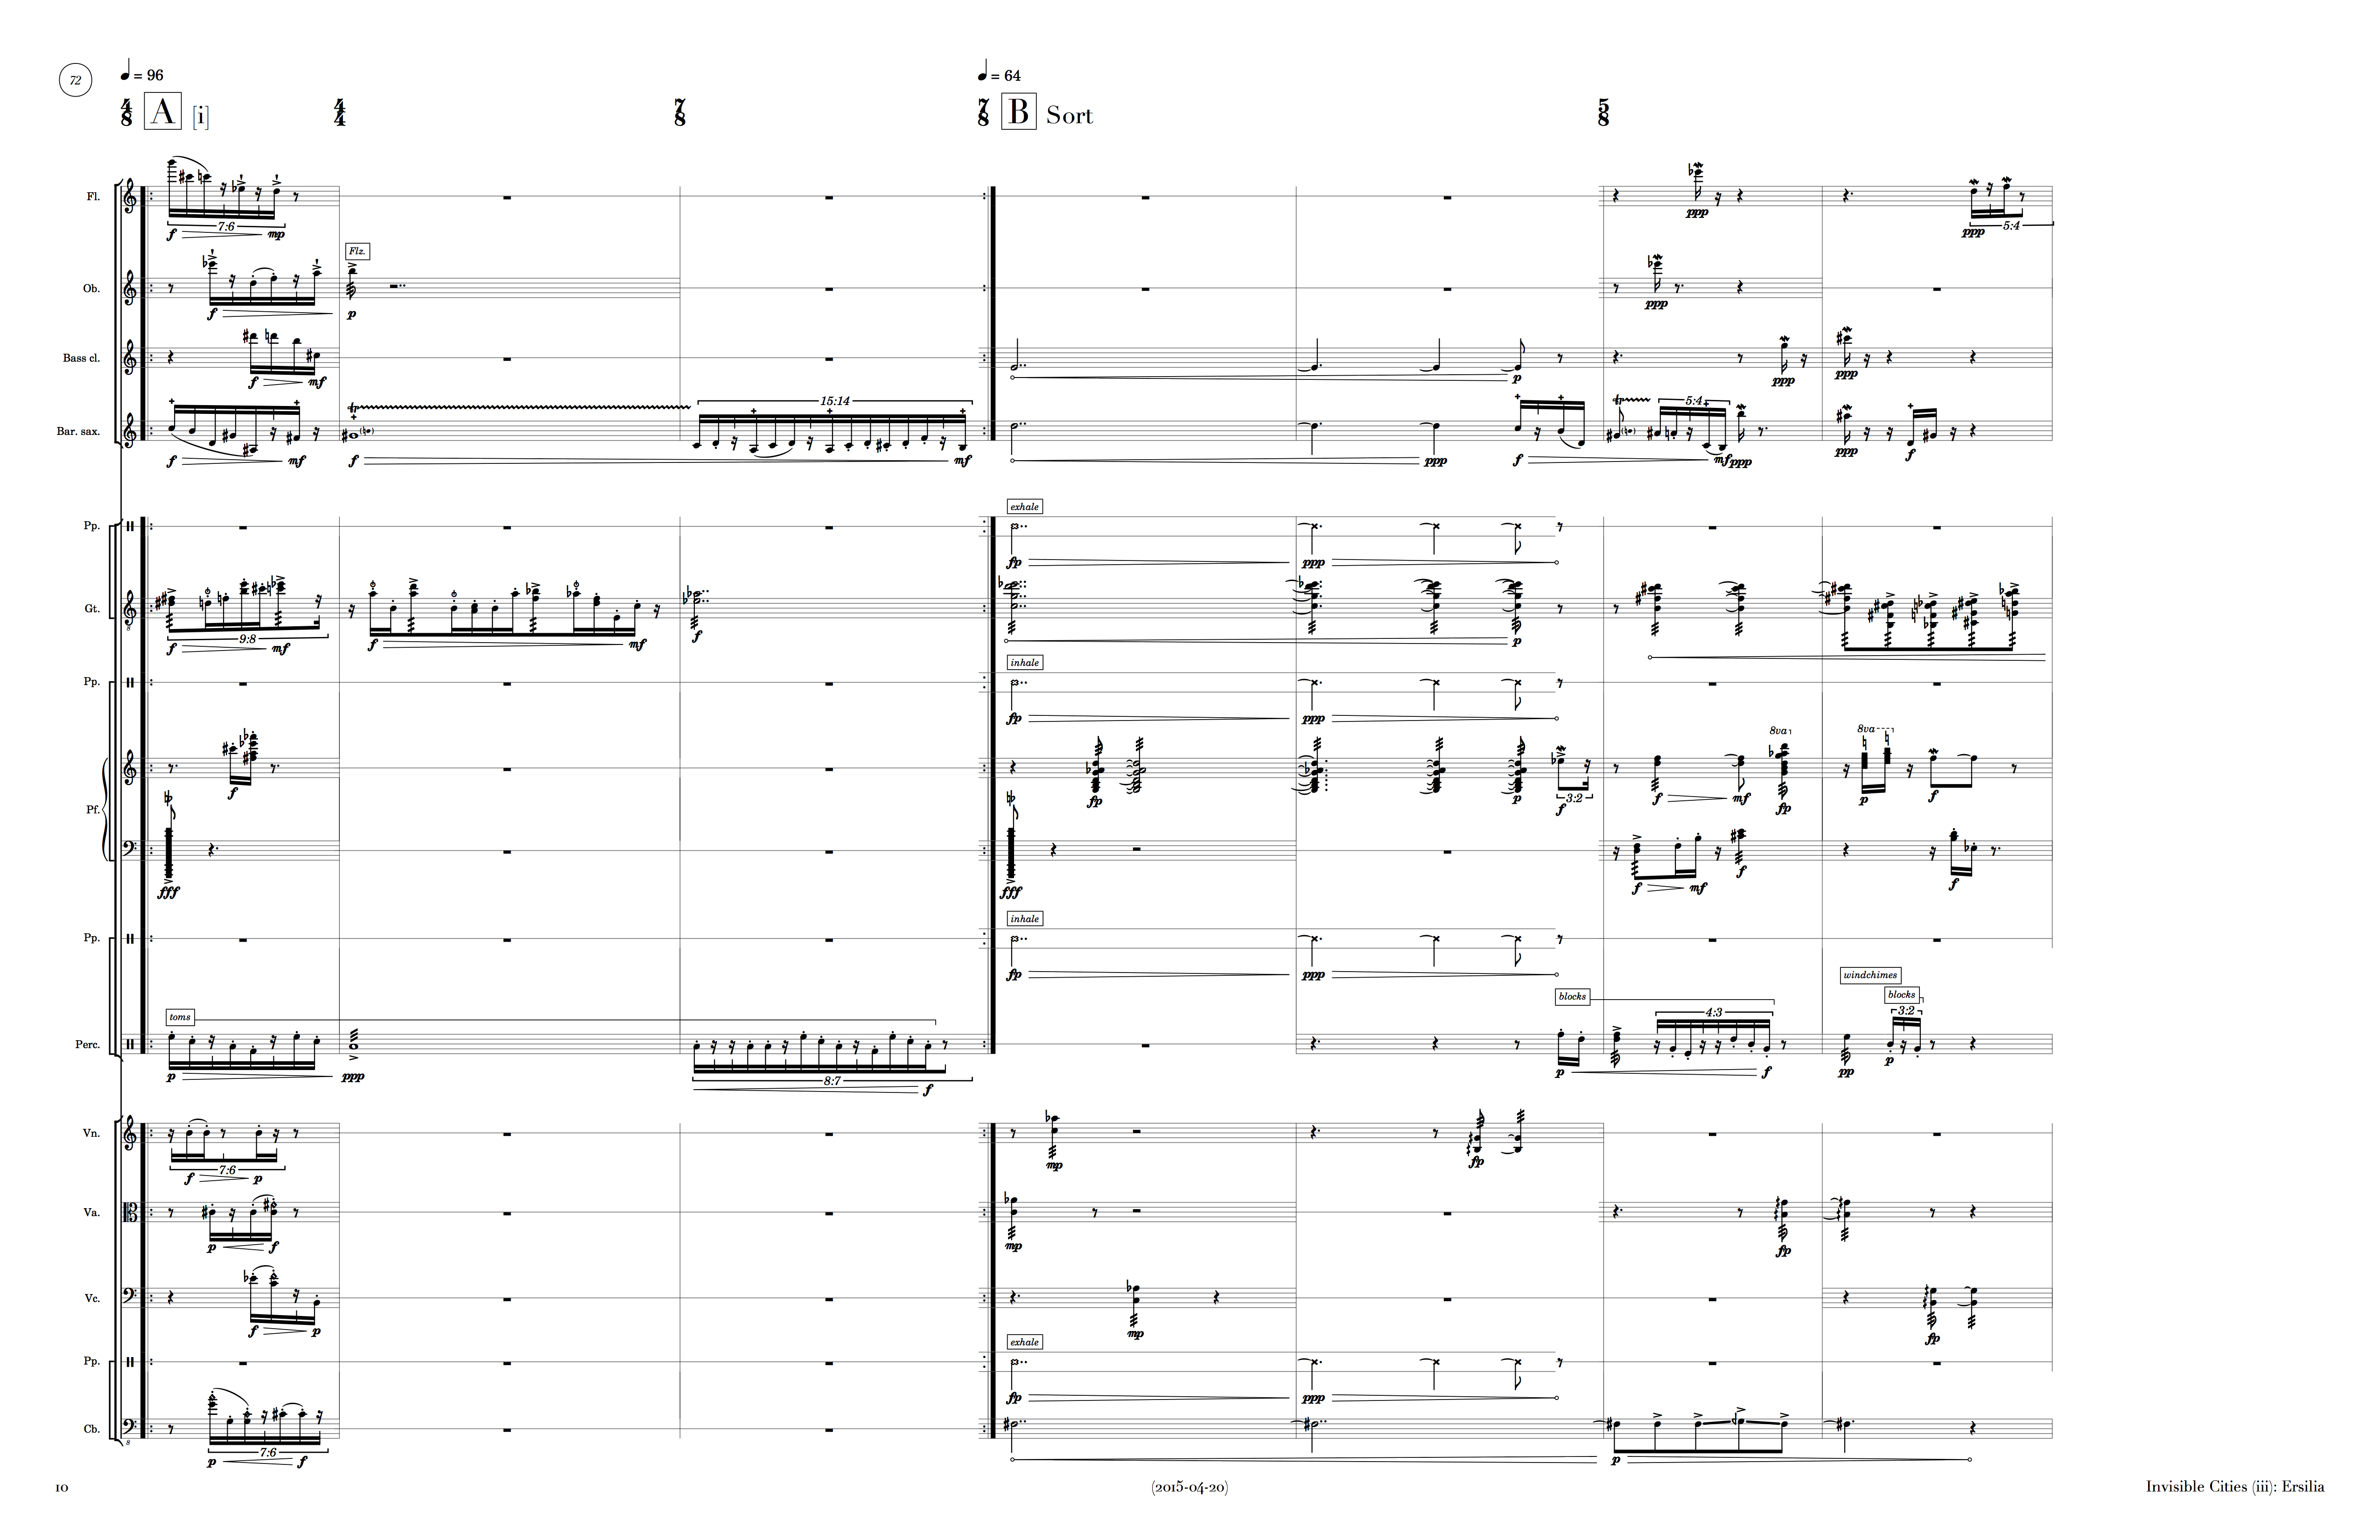 72
= 96
= 64
4/8 A [i] 4/4 7/8 7/8 B Sort 5/8
Fl.
7:6
f mp
ppp
ppp 5:4
Flz.
Ob.
f p
ppp
Bass cl.
f mf
p
ppp
ppp
15:14
5:4
Bar. sax.
f mf f mf
ppp f mf ppp
ppp f
exhale
Pp.
fp ppp
Gt.
9:8
f mf f mf f
p
inhale
Pp.
fp ppp
8va 8va
f
fp p 3:2 f
f mf fp p f
Pf.
fff
fff
f mf f f
inhale
Pp.
fp ppp
windchimes
toms
blocks
blocks
4:3 3:2
Perc.
p ppp
8:7
f
p f pp p
Vn.
7:6
f p
mp fp
Va.
p f
mp fp
Vc.
f p
mp fp
exhale
Pp.
fp ppp
Cb.
7:6
p f
p
10 (2015-04-20) Invisible Cities (iii): Ersilia